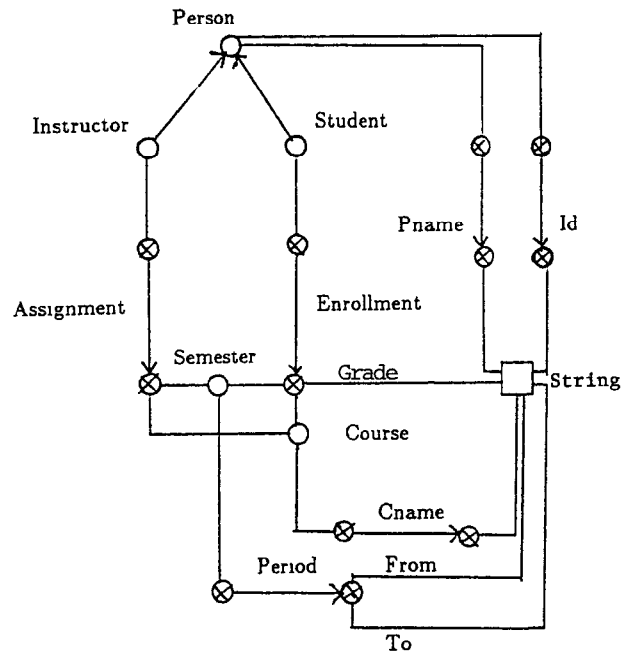 Person
Instructor
Student
Pname
Id
Assignment
Enrollment
Semester
Grade
String
Course
Cname
Period
From
To